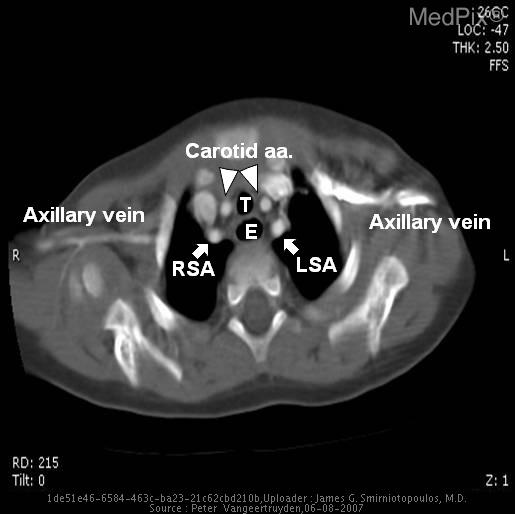 MedPix®
26CC
LOC: -47
THK: 2.50
FFS
Carotid aa.
T
Axillary vein
Axillary vein
E
R
L
RSA
LSA
RD: 215
Tilt: 0
Z: 1
1de51e46-6584-463c-ba23-21c62cbd210b,Uploader: James G. Smirniotopoulos, M.D.
Source : Peter Vangeertruyden,06-08-2007